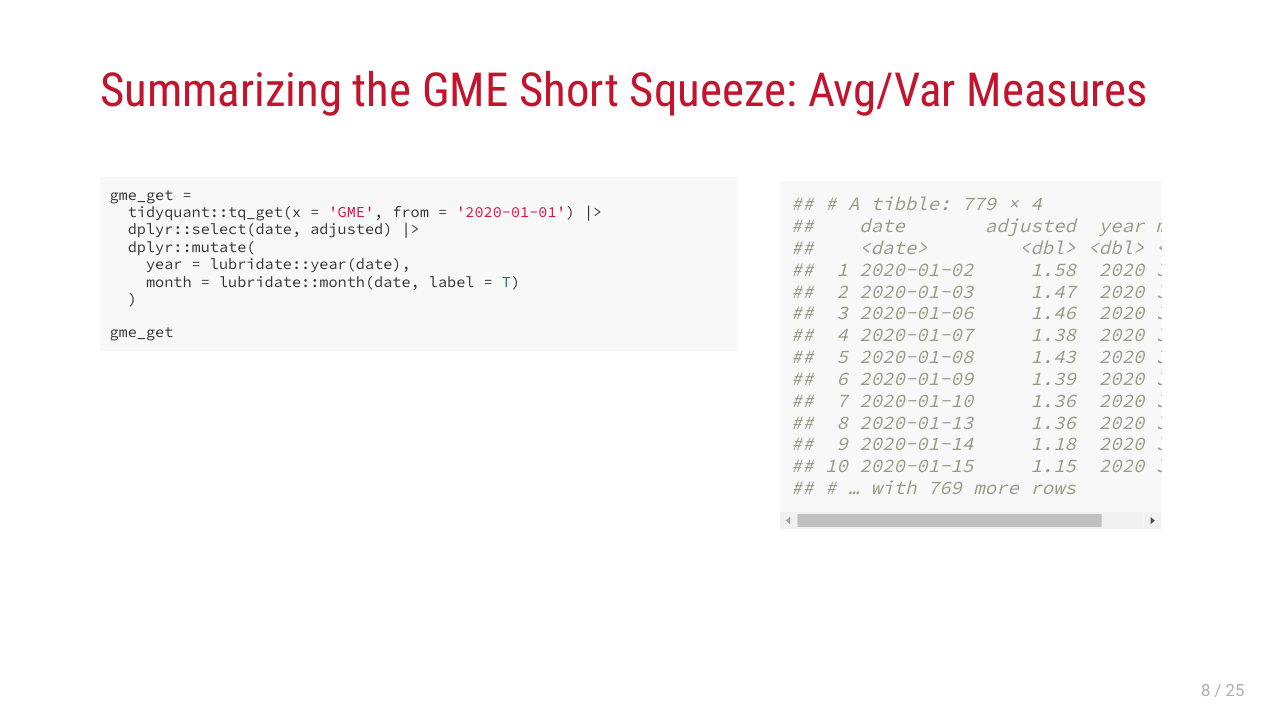 Summarizing the GME Short Squeeze: Avg/Var Measures
gme_get =
  tidyquant::tq_get(x = 'GME', from = '2020-01-01') |>
  dplyr::select(date, adjusted) |>
  dplyr::mutate(
    year = lubridate::year(date),
    month = lubridate::month(date, label = T)
  )
gme_get
## # A tibble: 779 × 4
##    date       adjusted  year
##    <date>        <dbl> <dbl>
##  1 2020-01-02     1.58  2020
##  2 2020-01-03     1.47  2020
##  3 2020-01-06     1.46  2020
##  4 2020-01-07     1.38  2020
##  5 2020-01-08     1.43  2020
##  6 2020-01-09     1.39  2020
##  7 2020-01-10     1.36  2020
##  8 2020-01-13     1.36  2020
##  9 2020-01-14     1.18  2020
## 10 2020-01-15     1.15  2020
## # … with 769 more rows
8 / 25